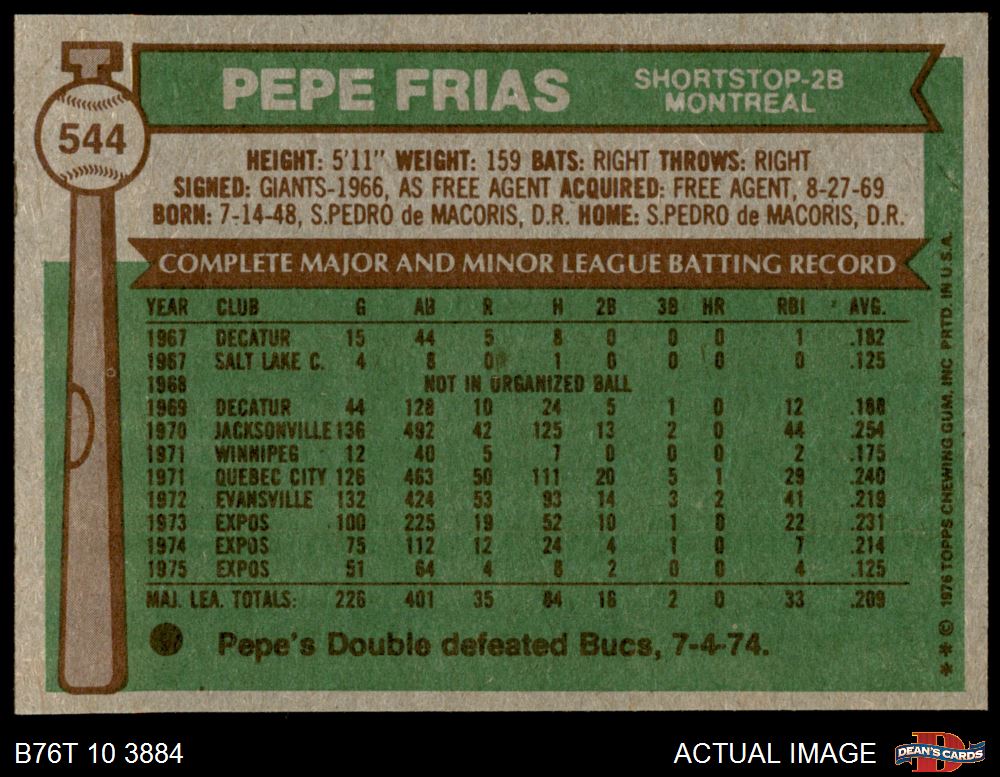 544
PEPE FRIAS
SHORTSTOP-2B
MONTREAL
HEIGHT: 5'11" WEIGHT: 159 BATS: RIGHT THROWS: RIGHT
SIGNED: GIANTS-1966, AS FREE AGENT ACQUIRED: FREE AGENT, 8-27-69
BORN: 7-14-48, S.PEDRO de MACORIS, D.R. HOME: S.PEDRO de MACORIS, D.R.
COMPLETE MAJOR AND MINOR LEAGUE BATTING RECORD
YEAR CLUB G AB R H 2B 3B HR RBI AVG.
1967 DECATUR 15 44 5 8 0 0 0 1 .182
1967 SALT LAKE C. 4 8 0 1 0 0 0 0 .125
1968 NOT IN ORGANIZED BALL
1969 DECATUR 44 128 10 24 5 1 0 12 .188
1970 JACKSONVILLE 136 492 42 125 13 2 0 44 .254
1971 WINNIPEG 12 40 5 7 0 0 0 2 .175
1971 QUEBEC CITY 126 463 50 111 20 5 1 29 .240
1972 EVANSVILLE 132 424 53 93 14 3 2 41 .219
1973 EXPOS 100 225 19 52 10 1 0 22 .231
1974 EXPOS 75 112 12 24 4 1 0 7 .214
1975 EXPOS 51 64 4 8 2 0 0 4 .125
MAJ. LEA. TOTALS: 226 401 35 84 16 2 0 33 .209
Pepe's Double defeated Bucs, 7-4-74.
** © 1976 TOPPS CHEWING GUM, INC PRTD. IN U.S.A.
B76T 10 3884
ACTUAL IMAGE
DEAN'S CARDS